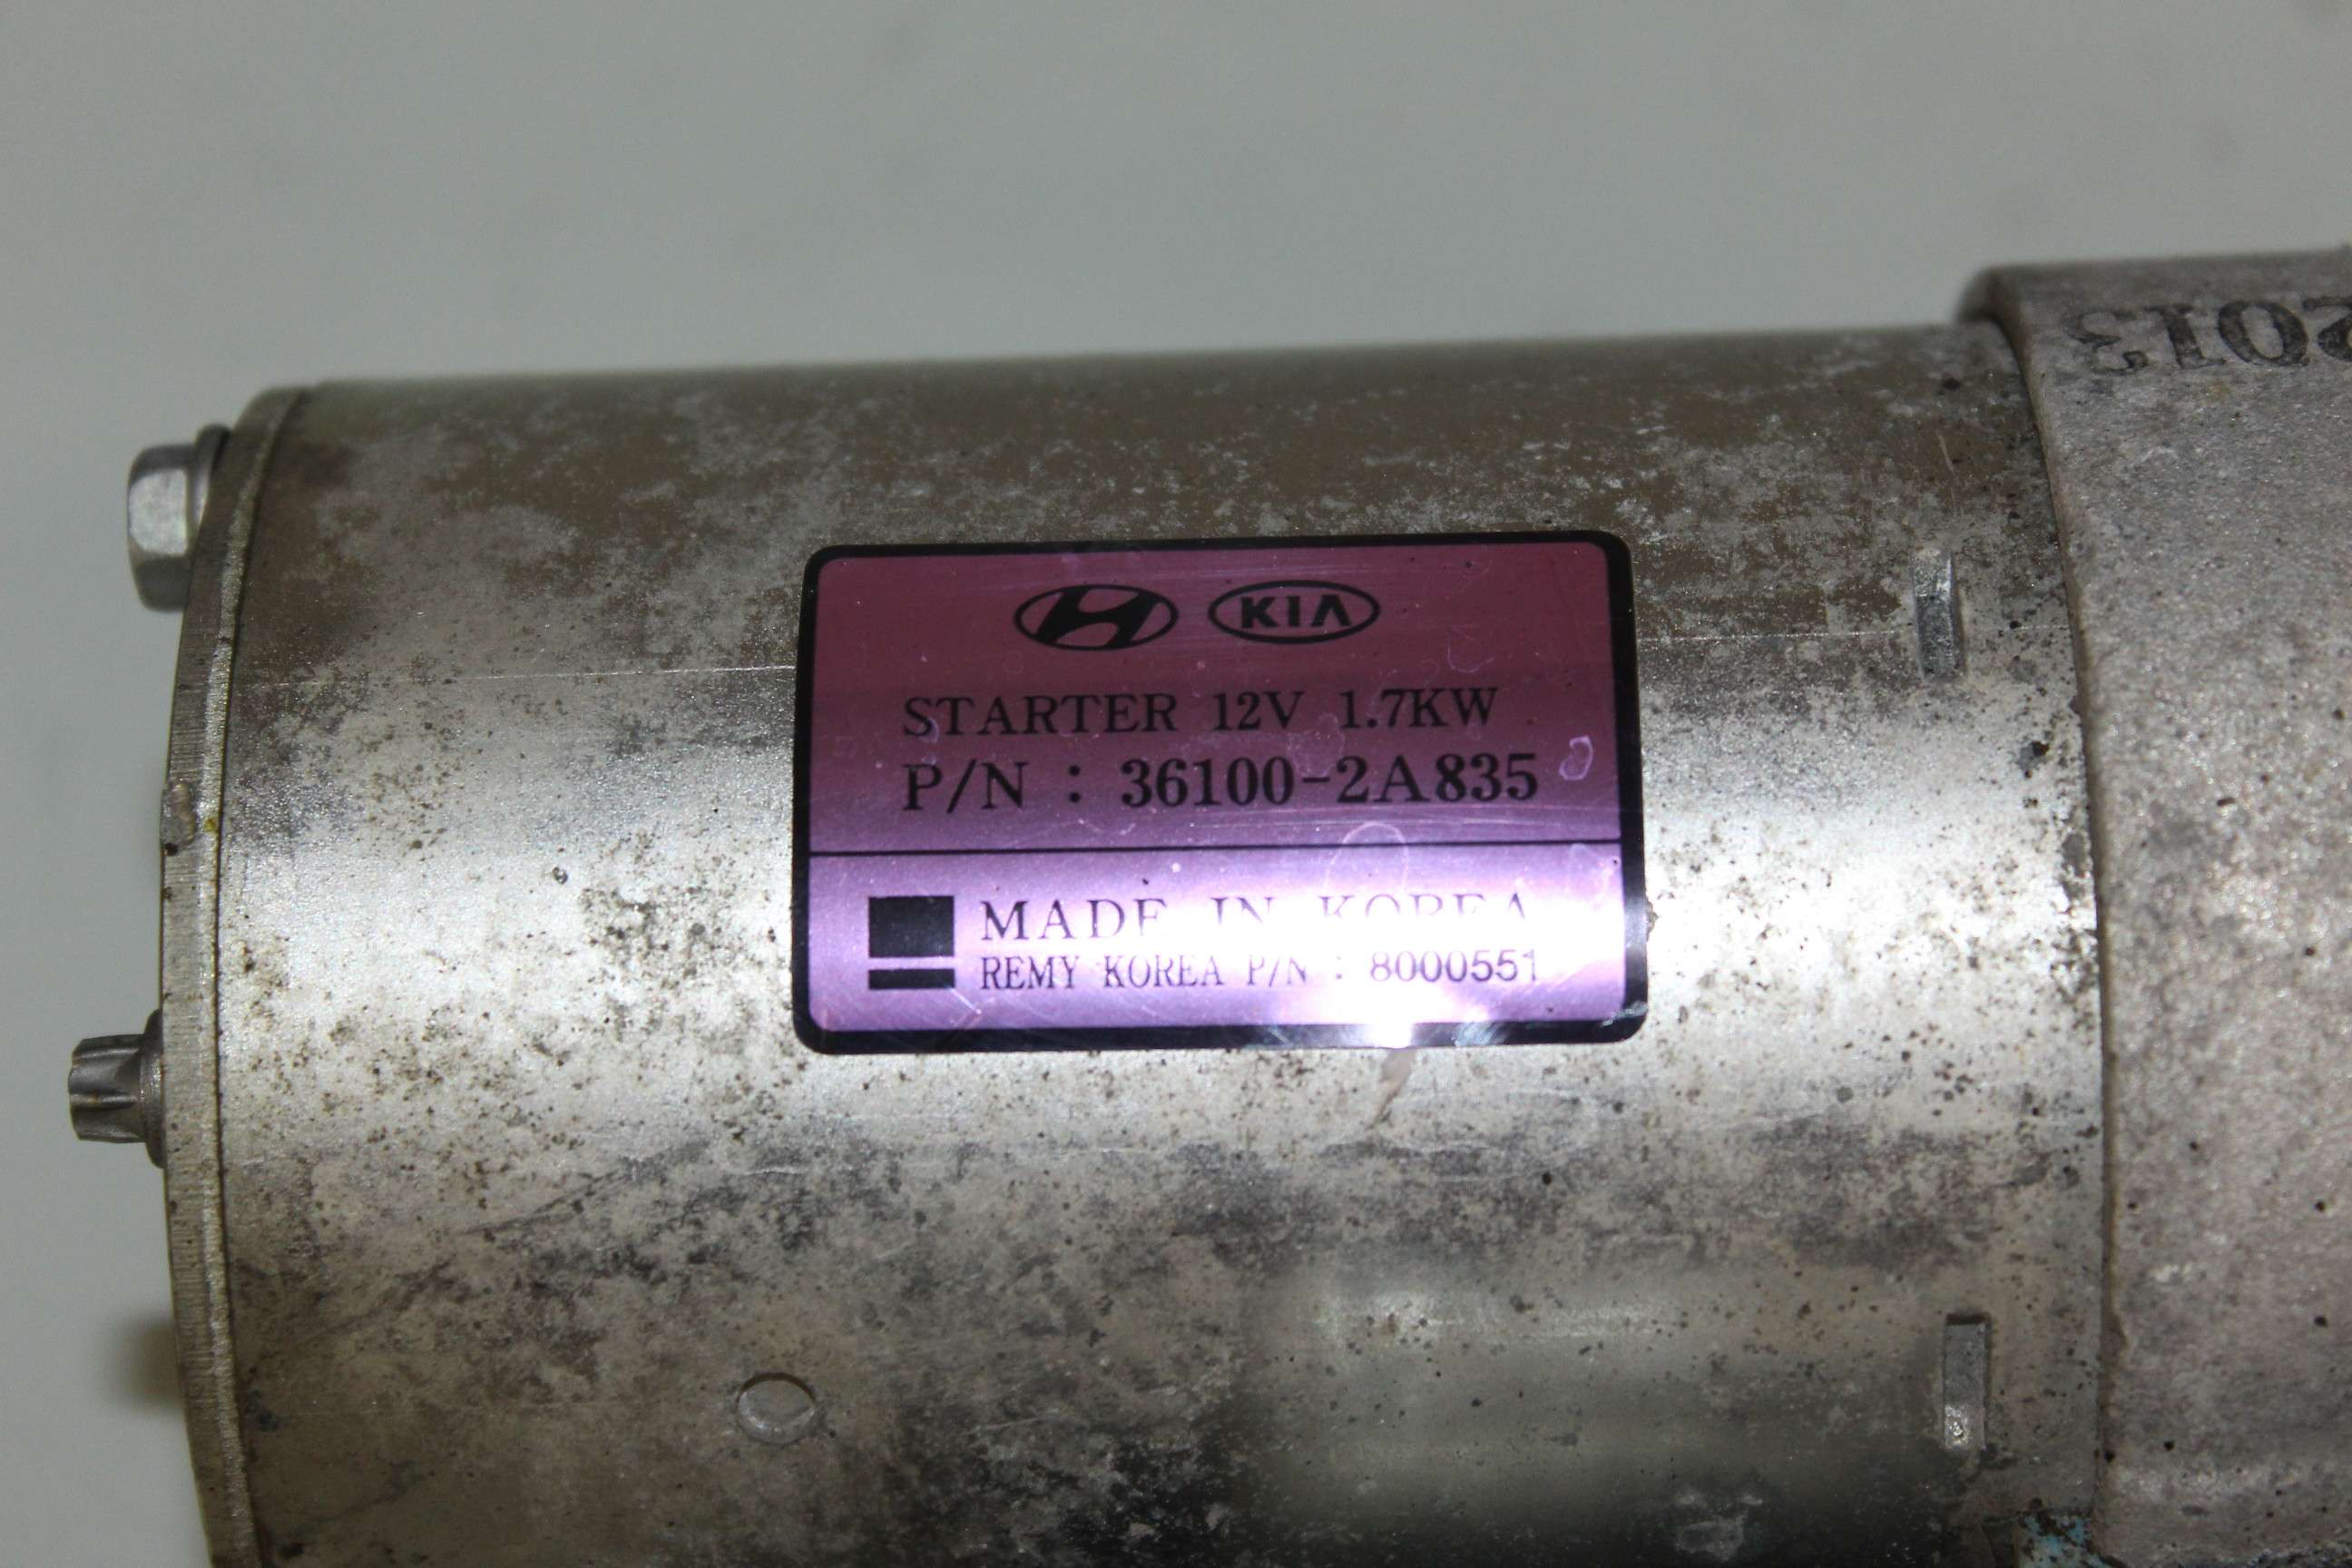 KIA
STARTER 12V 1.7KW
P/N : 36100-2A835
MADE IN KOREA
REMY KOREA P/N : 8000551
2013